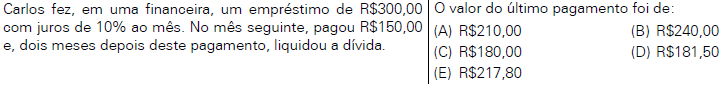 Carlos fez, em uma financeira, um empréstimo de R$300,00
com juros de 10% ao mês. No mês seguinte, pagou R$150,00
e, dois meses depois deste pagamento, liquidou a dívida.
O valor do último pagamento foi de:
(A) R$210,00 (B) R$240,00
(C) R$180,00 (D) R$181,50
(E) R$217,80